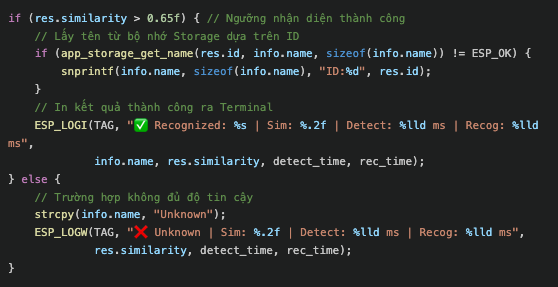 if (res.similarity > 0.65f) { // Ngưỡng nhận diện thành công
    // Lấy tên từ bộ nhớ Storage dựa trên ID
    if (app_storage_get_name(res.id, info.name, sizeof(info.name)) != ESP_OK) {
        snprintf(info.name, sizeof(info.name), "ID:%d", res.id);
    }
    // In kết quả thành công ra Terminal
    ESP_LOGI(TAG, "✅ Recognized: %s | Sim: %.2f | Detect: %lld ms | Recog: %lld
ms",
             info.name, res.similarity, detect_time, rec_time);
} else {
    // Trường hợp không đủ độ tin cậy
    strcpy(info.name, "Unknown");
    ESP_LOGW(TAG, "❌ Unknown | Sim: %.2f | Detect: %lld ms | Recog: %lld ms",
             res.similarity, detect_time, rec_time);
}